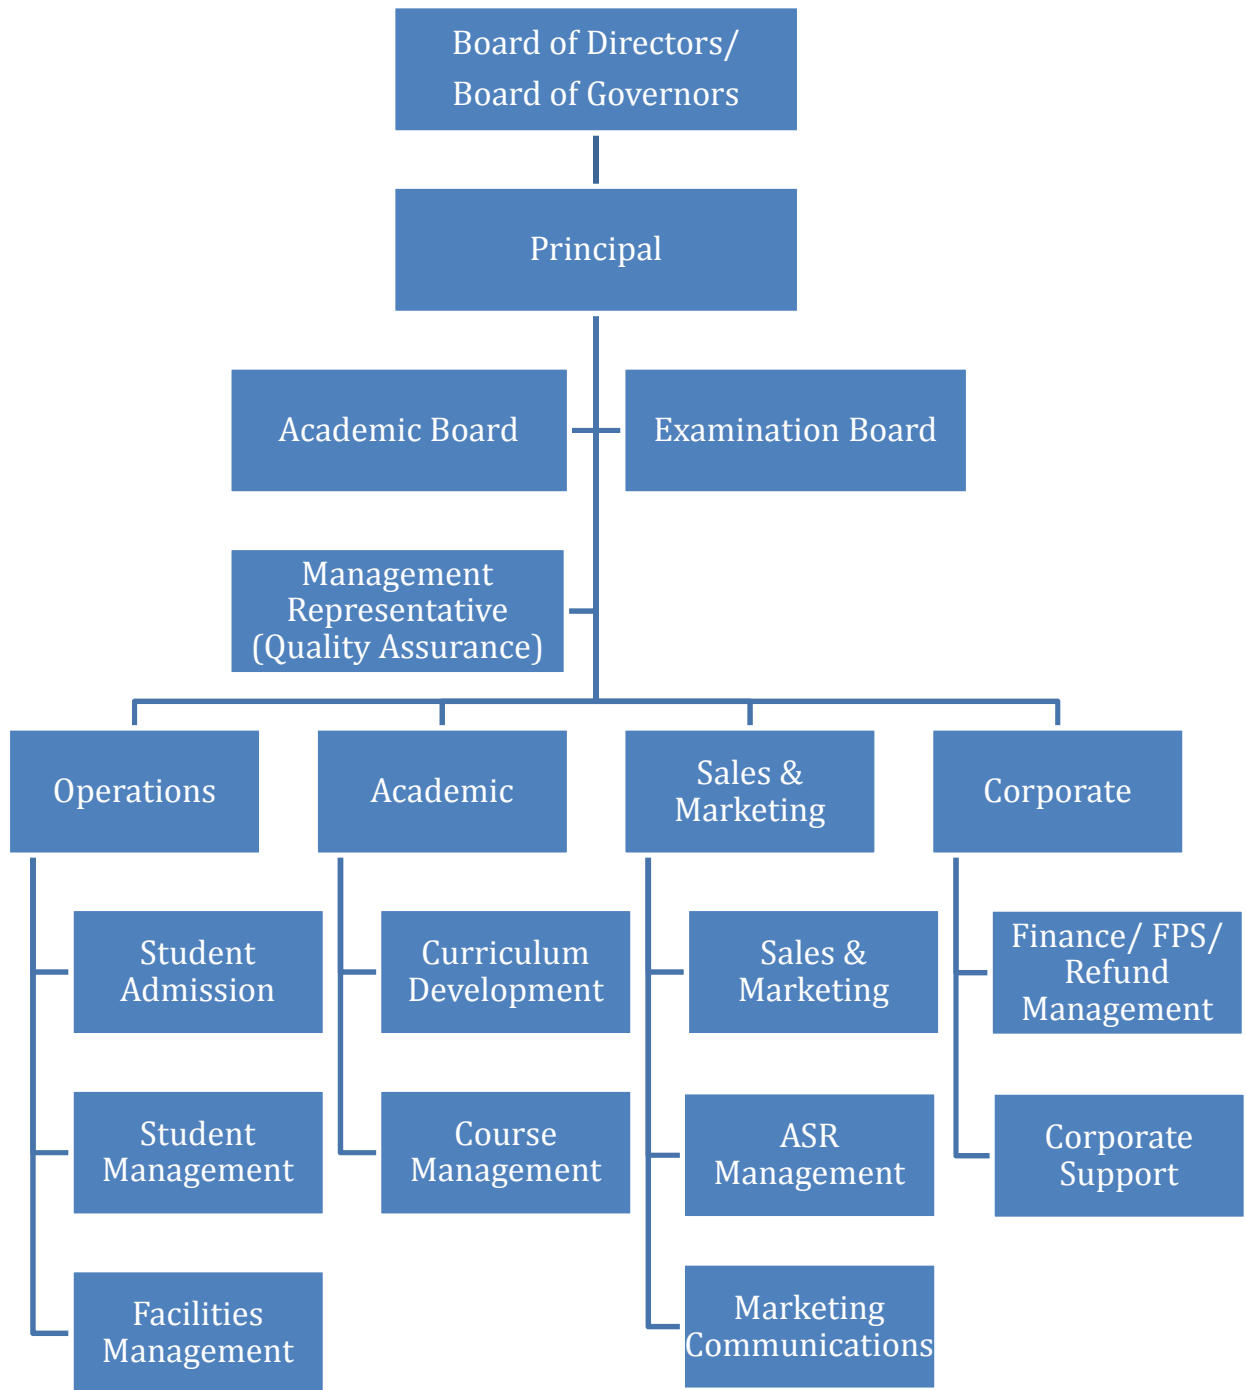 Board of Directors/
Board of Governors
Principal
Academic Board
Examination Board
Management
Representative
(Quality Assurance)
Operations
Academic
Sales &
Marketing
Corporate
Student
Admission
Curriculum
Development
Sales &
Marketing
Finance/ FPS/
Refund
Management
Student
Management
Course
Management
ASR
Management
Corporate
Support
Facilities
Management
Marketing
Communications